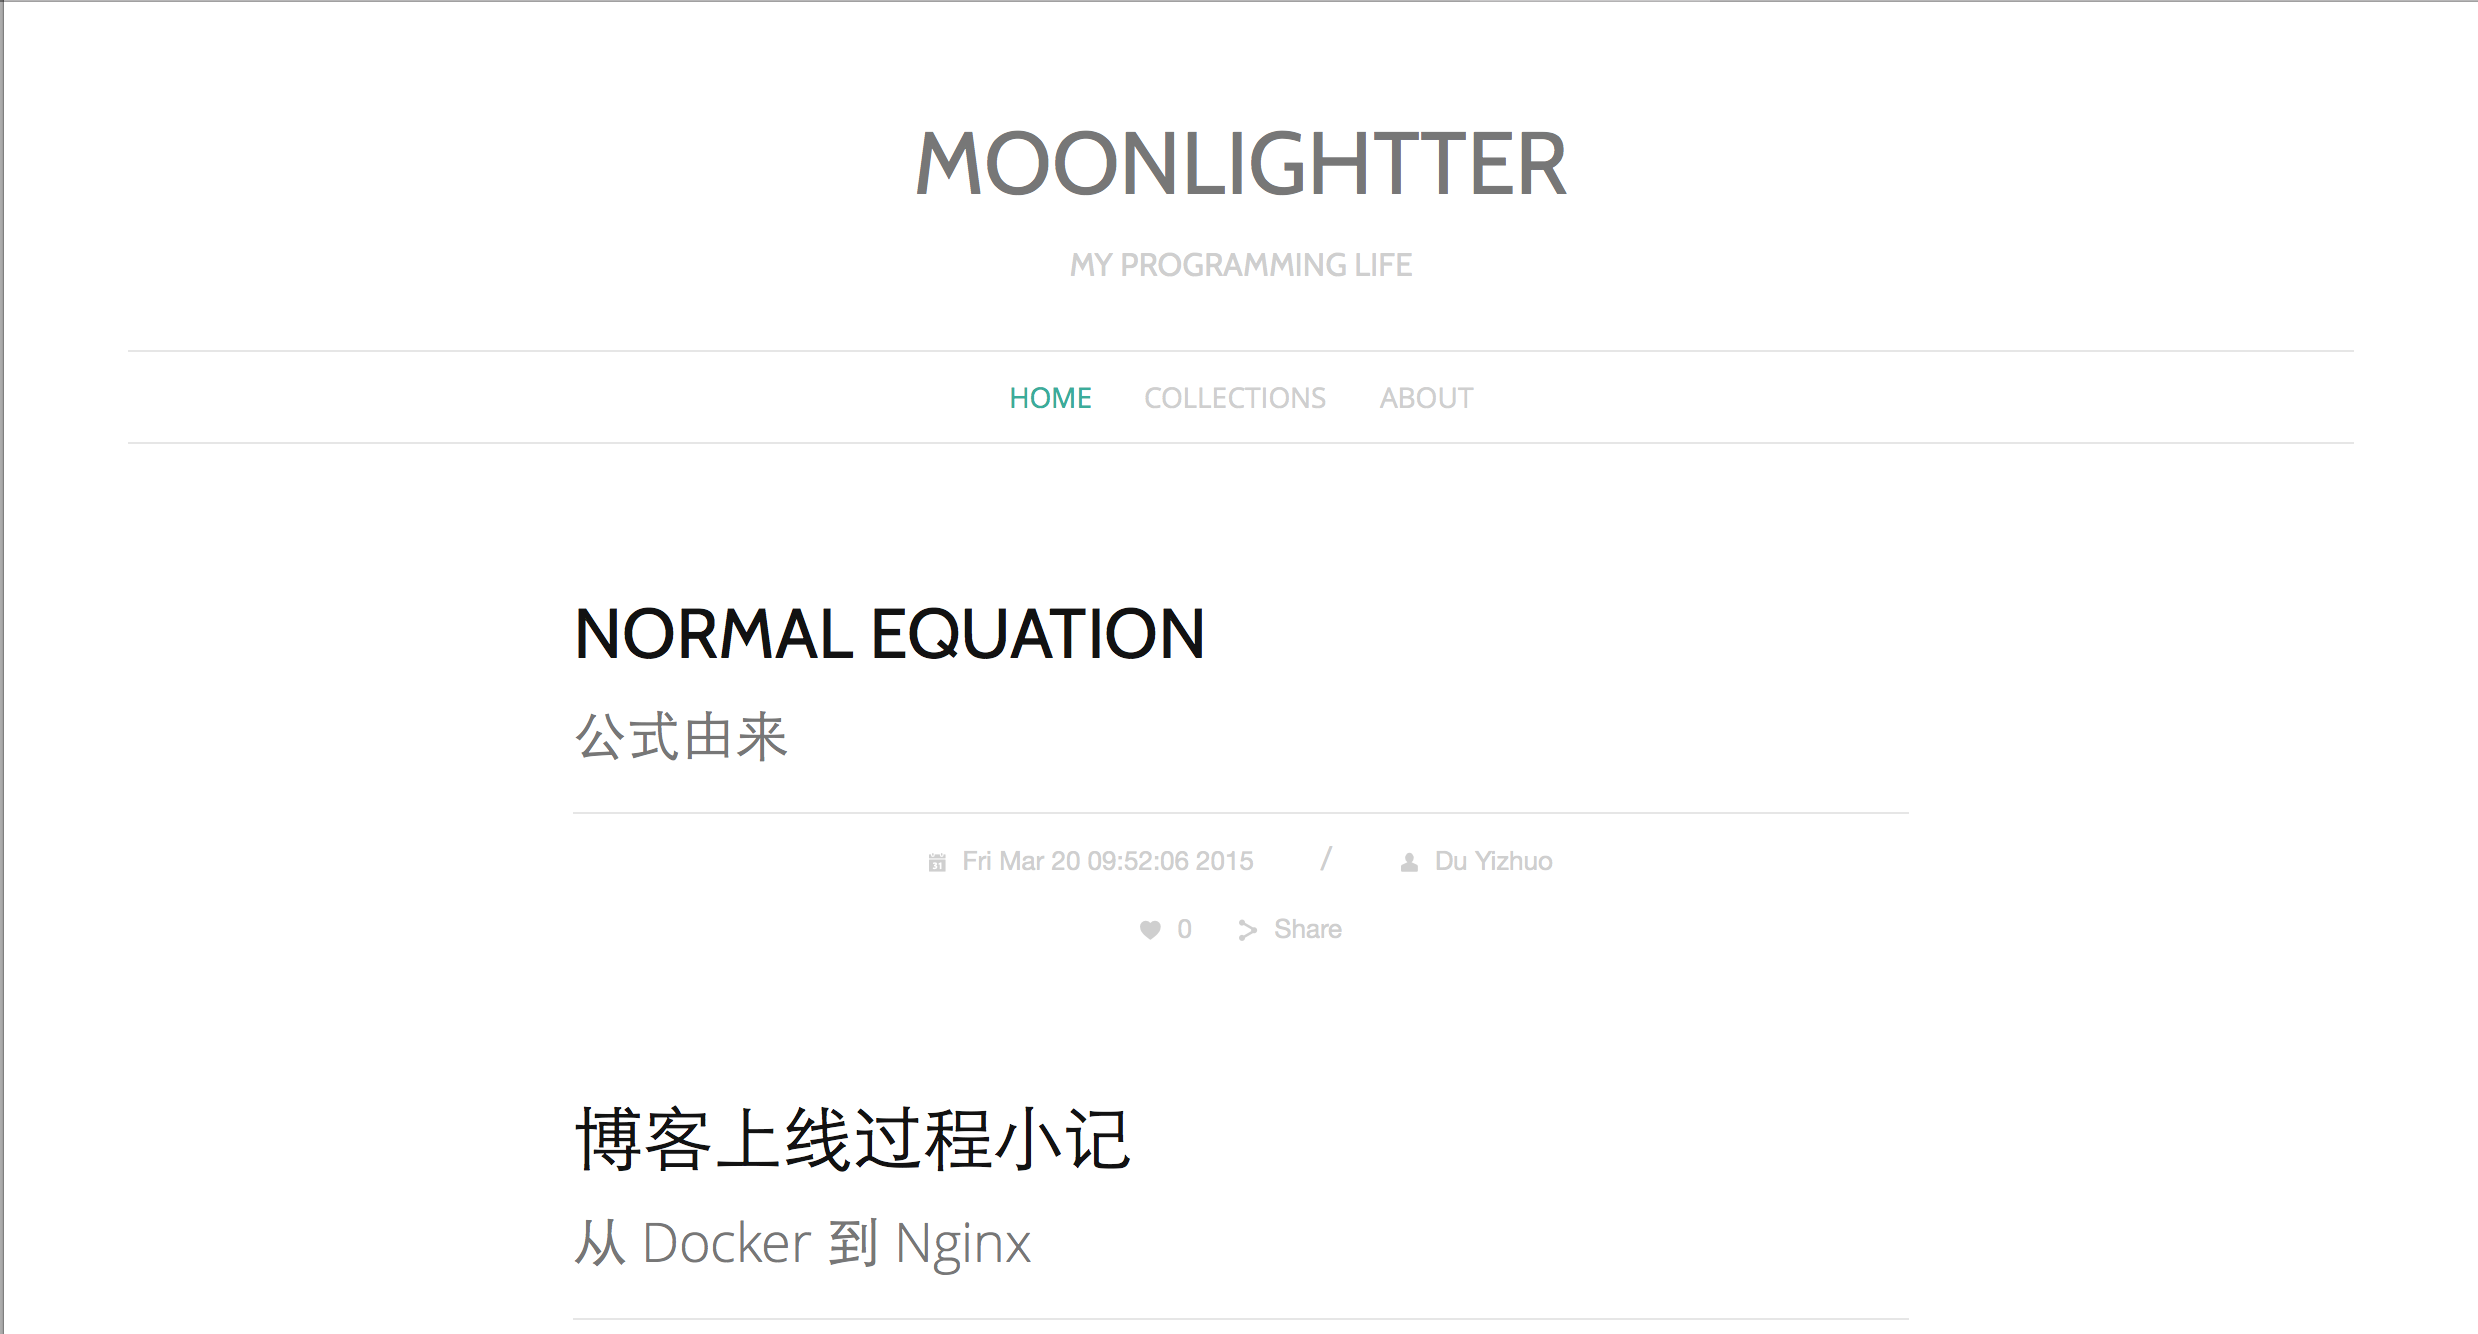 MOONLIGHTTER
MY PROGRAMMING LIFE
HOME COLLECTIONS ABOUT
NORMAL EQUATION
公式由来
31 Fri Mar 20 09:52:06 2015 / Du Yizhuo
0 Share
博客上线过程小记
从 Docker 到 Nginx